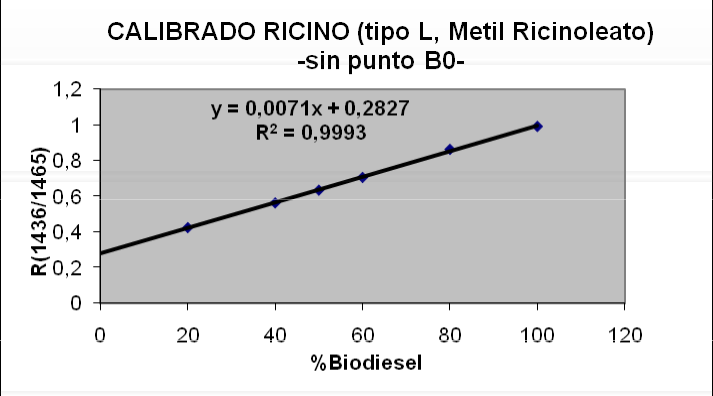 CALIBRADO RICINO (tipo L, Metil Ricinoleato)
-sin punto B0-
y = 0,0071x + 0,2827
R² = 0,9993
R(1436/1465)
1,2
1
0,8
0,6
0,4
0,2
0
0 20 40 60 80 100 120
%Biodiesel